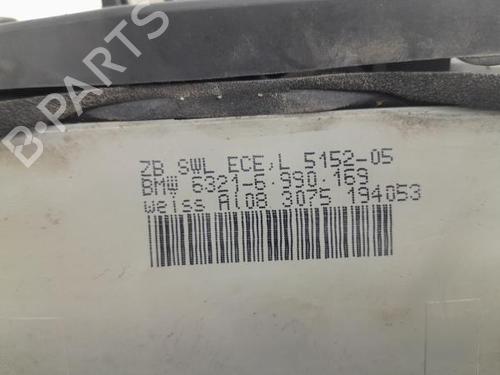 ZB SWL ECE,L 5152-05
BMW 6321-6.990.169
weiss Al08 3075 194053
B-Parts